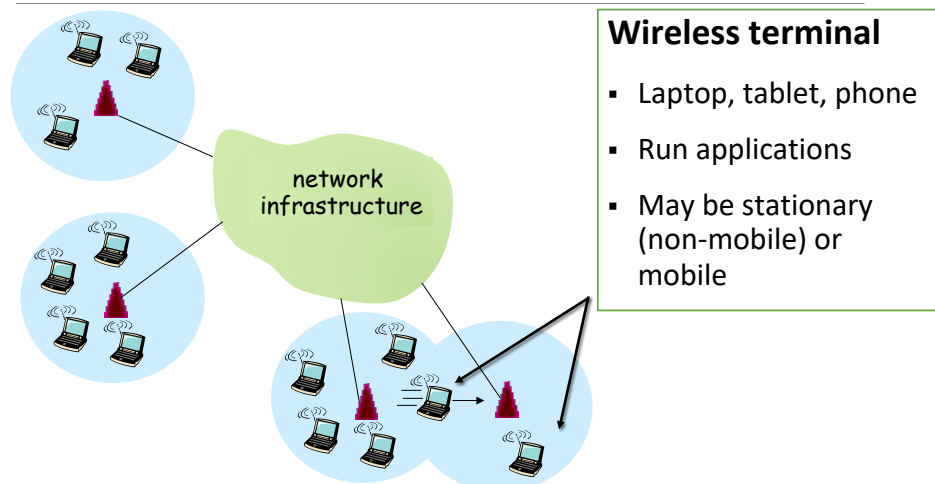 Wireless terminal
▪ Laptop, tablet, phone
▪ Run applications
▪ May be stationary
(non-mobile) or
mobile
network
infrastructure